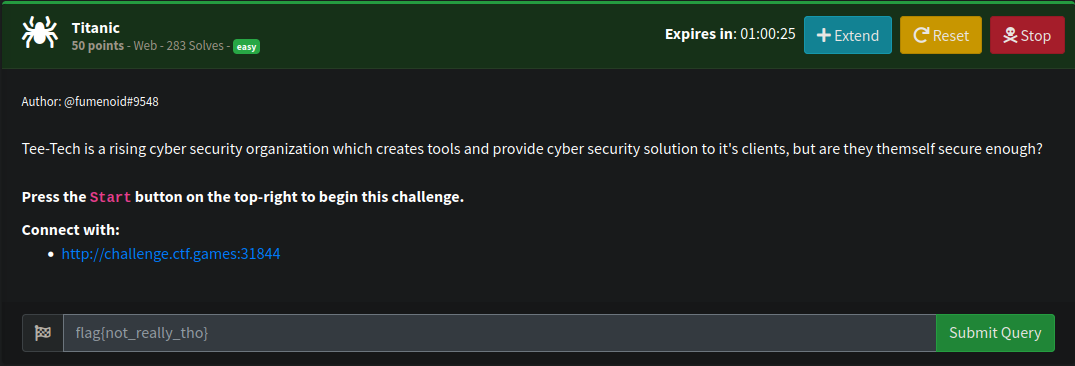 Titanic
50 points - Web - 283 Solves - easy
Expires in: 01:00:25
Extend
Reset
Stop
Author: @fumenoid#9548
Tee-Tech is a rising cyber security organization which creates tools and provide cyber security solution to it's clients, but are they themself secure enough?
Press the Start button on the top-right to begin this challenge.
Connect with:
• http://challenge.ctf.games:31844
flag{not_really_tho}
Submit Query